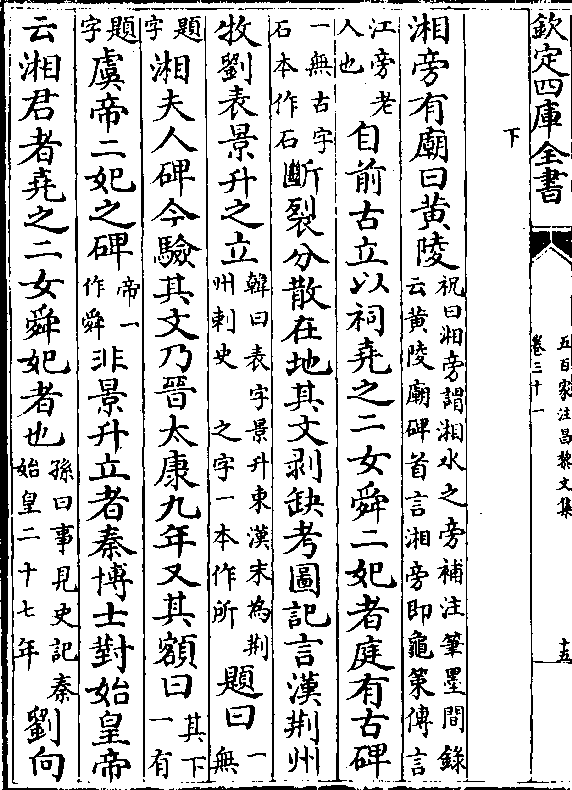 欽定四庫全書
五百家注昌黎文集
卷三十一
十五
下
湘旁有廟曰黄陵
祝曰湘旁謂湘水之旁補注筆墨間錄
云黄陵廟碑首言湘旁即龜策傳言
江旁老
人也
自前古立以祠堯之二女舜二妃者庭有古碑
一無古字
石本作石
斷裂分散在地其文剥缺考圖記言漢荆州
牧劉表景升之立
韓曰表字景升東漢末為荆
州刺史 之字一本作所
題曰
一
無
題
字
湘夫人碑今驗其文乃晉太康九年又其額曰
其下
一有
題
字
虞帝二妃之碑
帝一
作舜
非景升立者秦博士對始皇帝
云湘君者堯之二女舜妃者也
孫曰事見史記秦
始皇二十七年
劉向